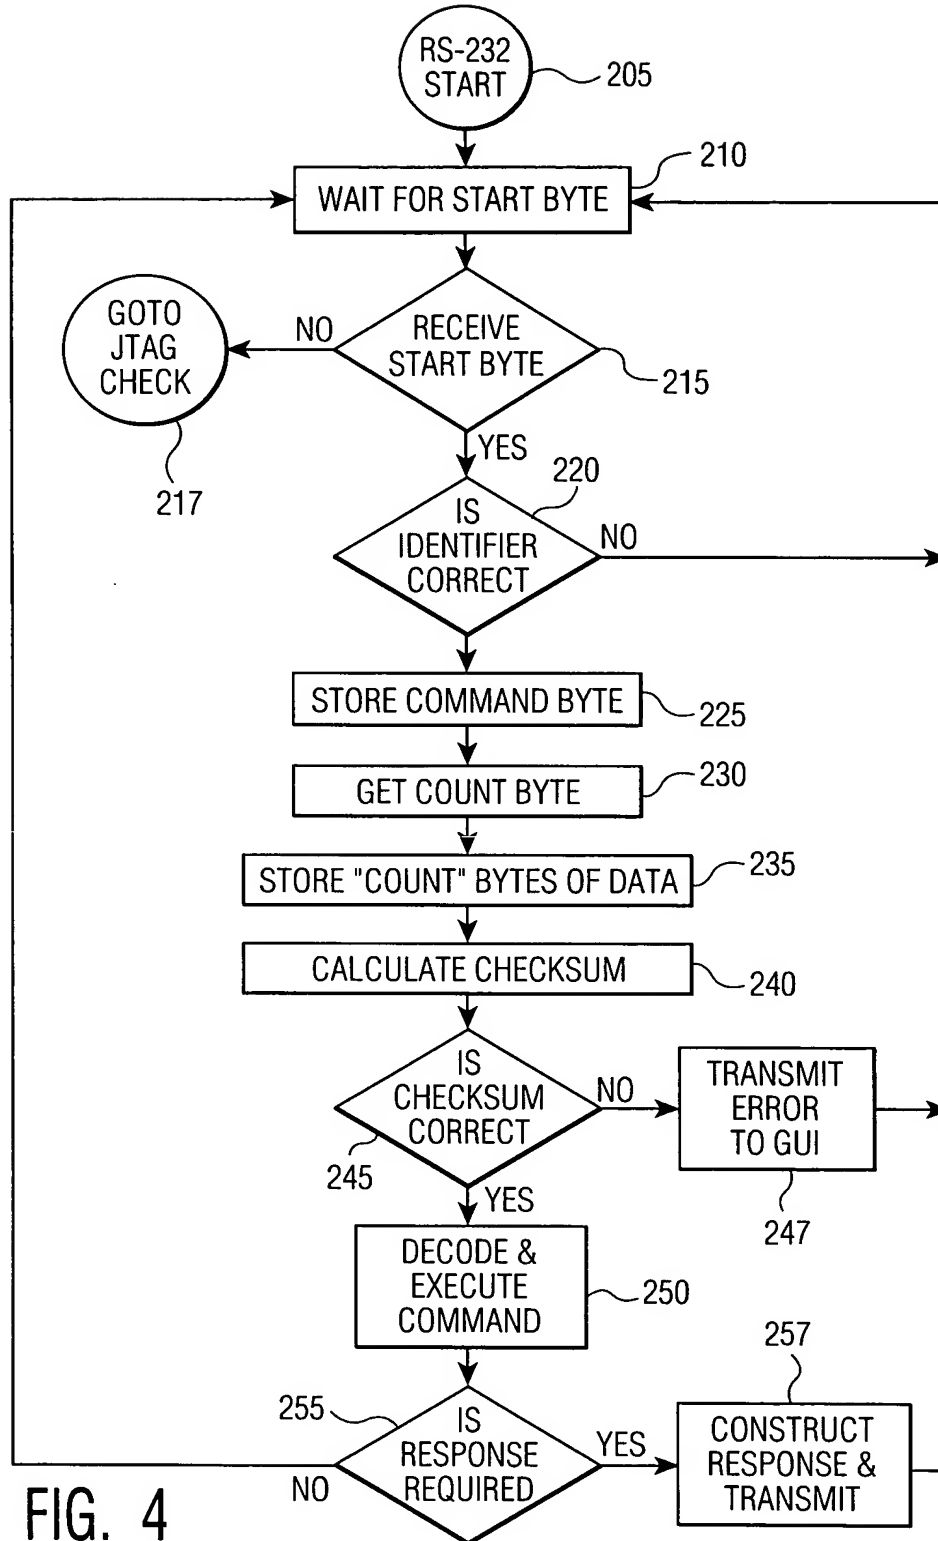 RS-232
START
205
210
WAIT FOR START BYTE
GOTO
JTAG
CHECK
NO
RECEIVE
START BYTE
215
217
YES
220
IS
IDENTIFIER
CORRECT
NO
STORE COMMAND BYTE
225
GET COUNT BYTE
230
STORE "COUNT" BYTES OF DATA
235
CALCULATE CHECKSUM
240
IS
CHECKSUM
CORRECT
NO
TRANSMIT
ERROR
TO GUI
245
YES
247
DECODE &
EXECUTE
COMMAND
250
257
255
IS
RESPONSE
REQUIRED
YES
CONSTRUCT
RESPONSE &
TRANSMIT
NO
FIG. 4